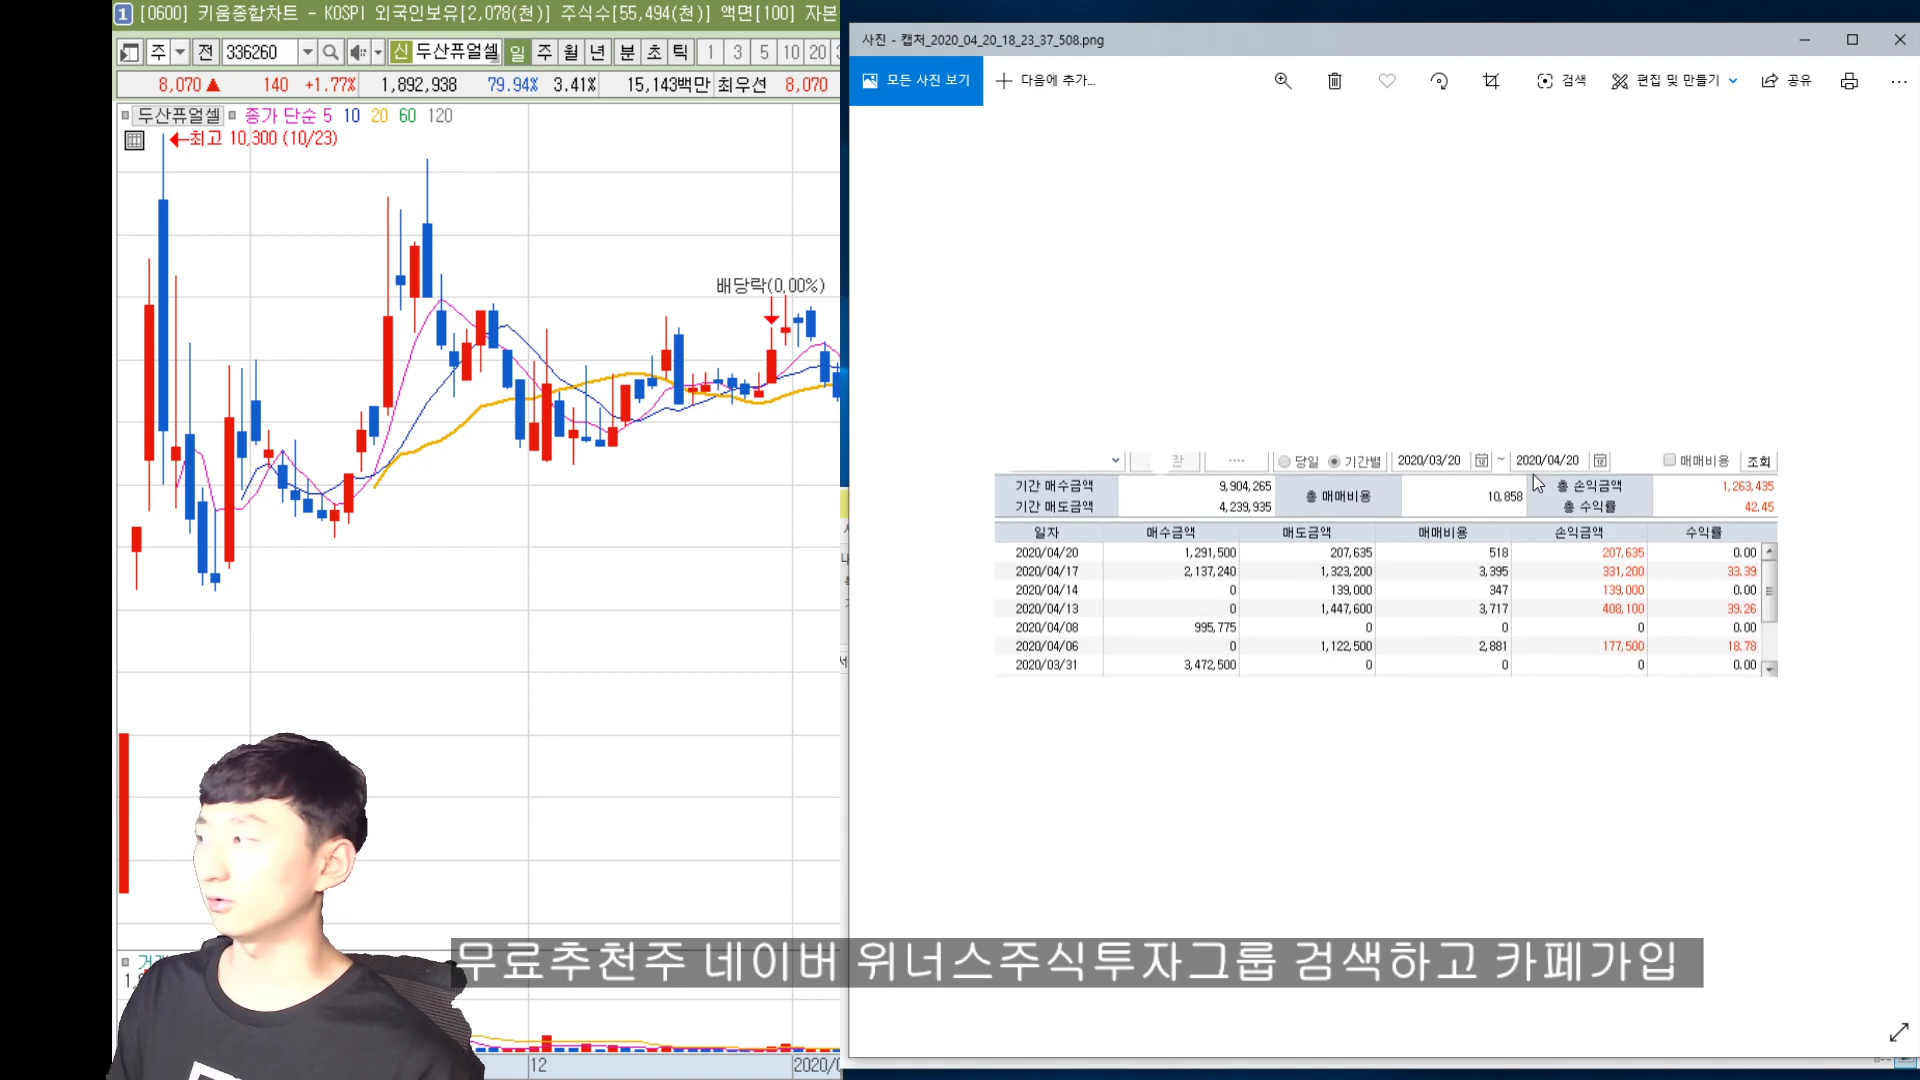 1 [0600] 키움종합차트 - KOSPI 외국인보유[2,078(천)] 주식수[55,494(천)] 액면[100] 자본
주 전 336260 신 두산퓨얼셀 일 주 월 년 분 초 틱 1 3 5 10 20
8,070▲ 140 +1.77% 1,892,938 79.94% 3.41% 15,143백만 최우선 8,070
두산퓨얼셀 종가 단순 5 10 20 60 120
←최고 10,300 (10/23)
배당락(0,00%)
12
2020/0
사진 - 캡처_2020_04_20_18_23_37_508.png
모든 사진 보기 다음에 추가... 검색 편집 및 만들기 공유
란 ···· 당일 기간별 2020/03/20 ~ 2020/04/20 매매비용 조회
기간 매수금액 9,904,265 총 매매비용 10,858 총 손익금액 1,263,435
기간 매도금액 4,239,935 총 수익률 42.45
일자 매수금액 매도금액 매매비용 손익금액 수익률
2020/04/20 1,291,500 207,635 518 207,635 0.00
2020/04/17 2,137,240 1,323,200 3,395 331,200 33.39
2020/04/14 0 139,000 347 139,000 0.00
2020/04/13 0 1,447,600 3,717 408,100 39.26
2020/04/08 995,775 0 0 0 0.00
2020/04/06 0 1,122,500 2,881 177,500 18.78
2020/03/31 3,472,500 0 0 0 0.00
무료추천주 네이버 위너스주식투자그룹 검색하고 카페가입